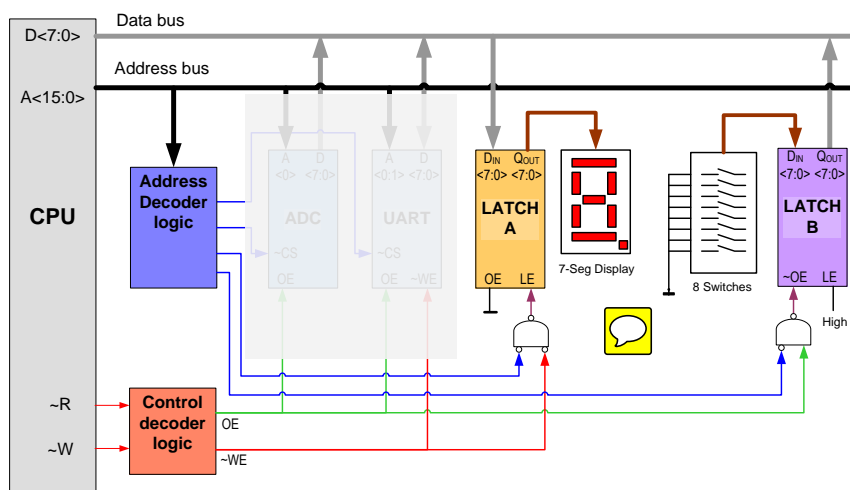 Data bus
D<7:0>
Address bus
A<15:0>
CPU
Address
Decoder
logic
A
<0>
D
<7:0>
ADC
~CS
OE
A
<0:1>
D
<7:0>
UART
~CS
OE
~WE
DIN
<7:0>
QOUT
<7:0>
LATCH
A
OE
LE
7-Seg Display
8 Switches
DIN
<7:0>
QOUT
<7:0>
LATCH
B
~OE
LE
High
~R
~W
Control
decoder
logic
OE
~WE